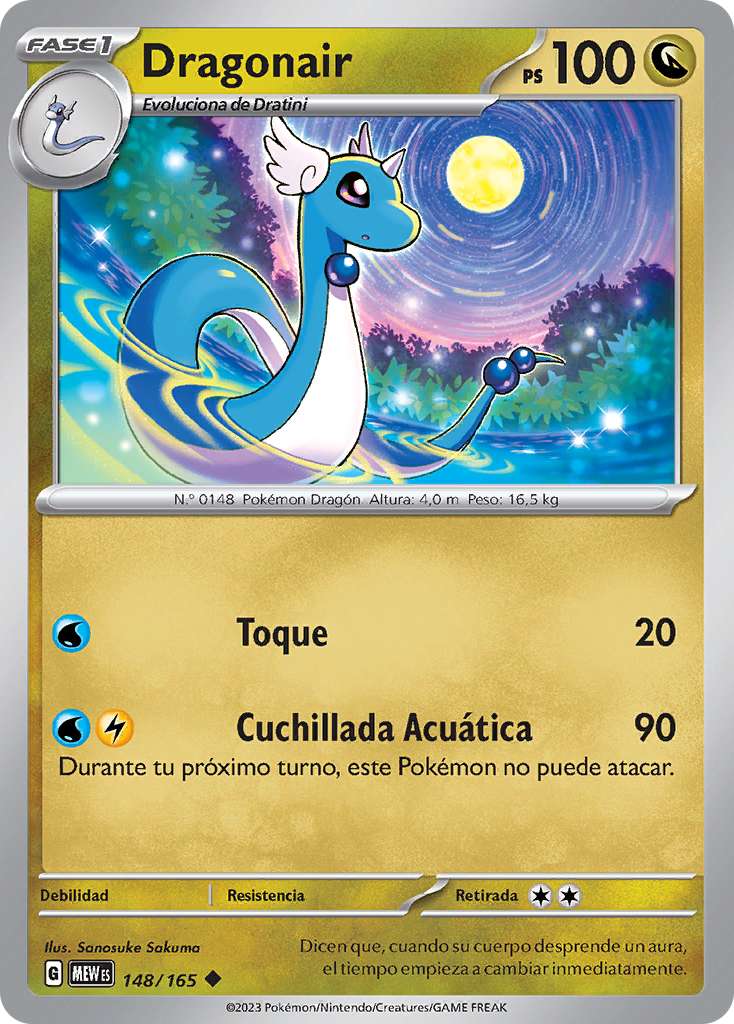 FASE 1
Dragonair
PS 100
Evoluciona de Dratini
N.º 0148 Pokémon Dragón Altura: 4,0 m Peso: 16,5 kg
Toque 20
Cuchillada Acuática 90
Durante tu próximo turno, este Pokémon no puede atacar.
Debilidad Resistencia Retirada
Ilus. Sanosuke Sakuma
Dicen que, cuando su cuerpo desprende un aura,
el tiempo empieza a cambiar inmediatamente.
G MEW ES 148/165
©2023 Pokémon/Nintendo/Creatures/GAME FREAK